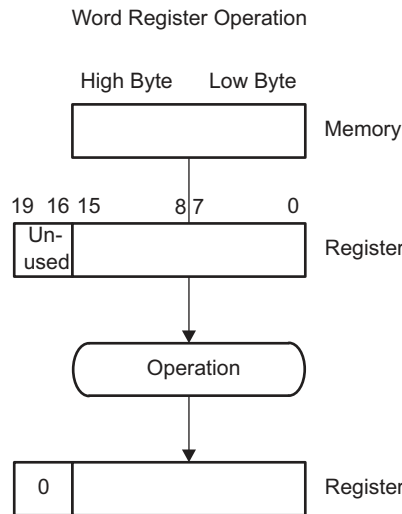 Word Register Operation
High Byte Low Byte
Memory
19 16 15 8 7 0
Un-
used
Register
Operation
0
Register